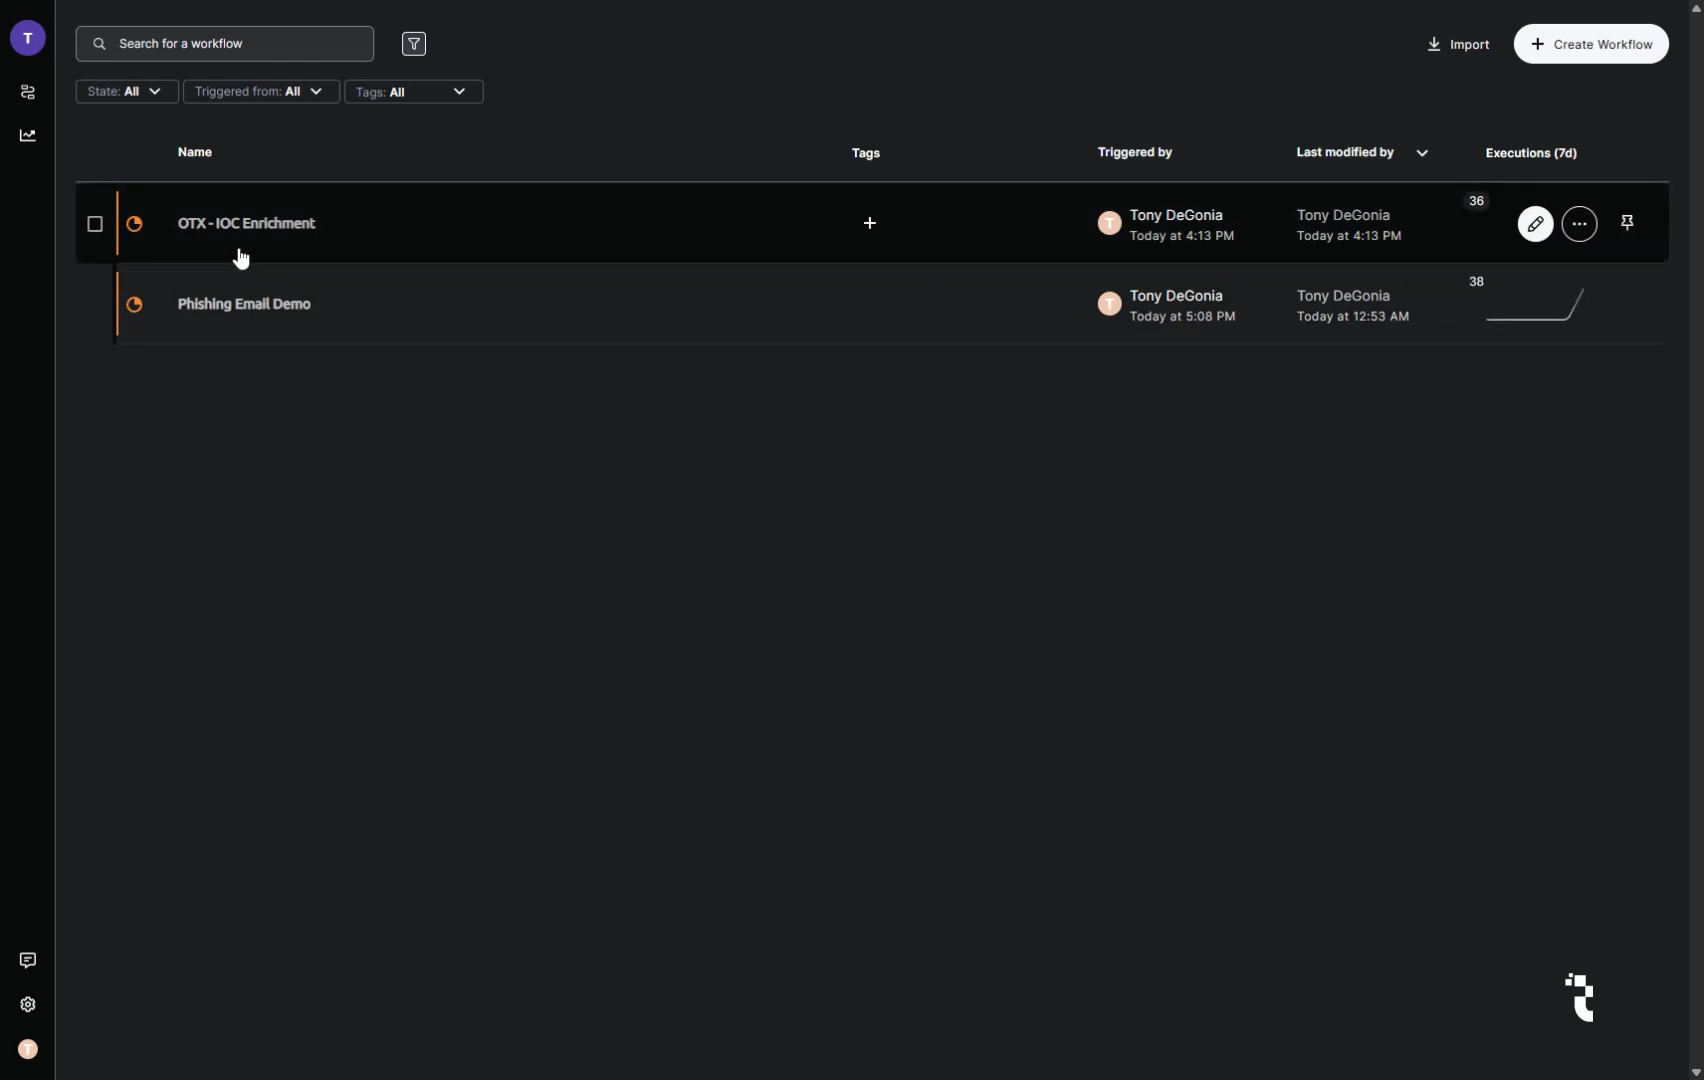 T
Search for a workflow
Import
Create Workflow
State: All
Triggered from: All
Tags: All
Name
Tags
Triggered by
Last modified by
Executions (7d)
OTX - IOC Enrichment
T
Tony DeGonia
Today at 4:13 PM
Tony DeGonia
Today at 4:13 PM
36
Phishing Email Demo
T
Tony DeGonia
Today at 5:08 PM
Tony DeGonia
Today at 12:53 AM
38
T